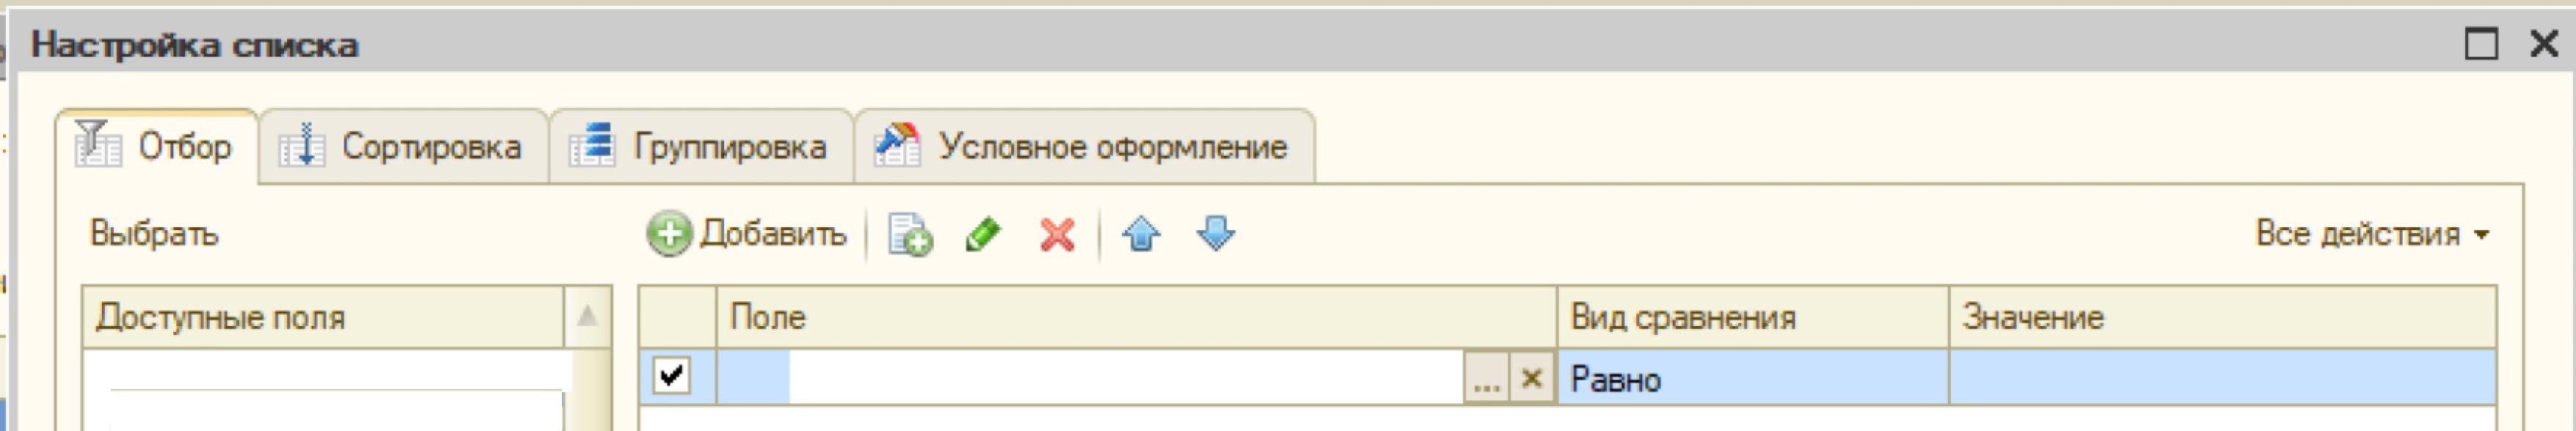 Настройка списка
Отбор Сортировка Группировка Условное оформление
Выбрать Добавить Все действия
Доступные поля Поле Вид сравнения Значение
... Равно